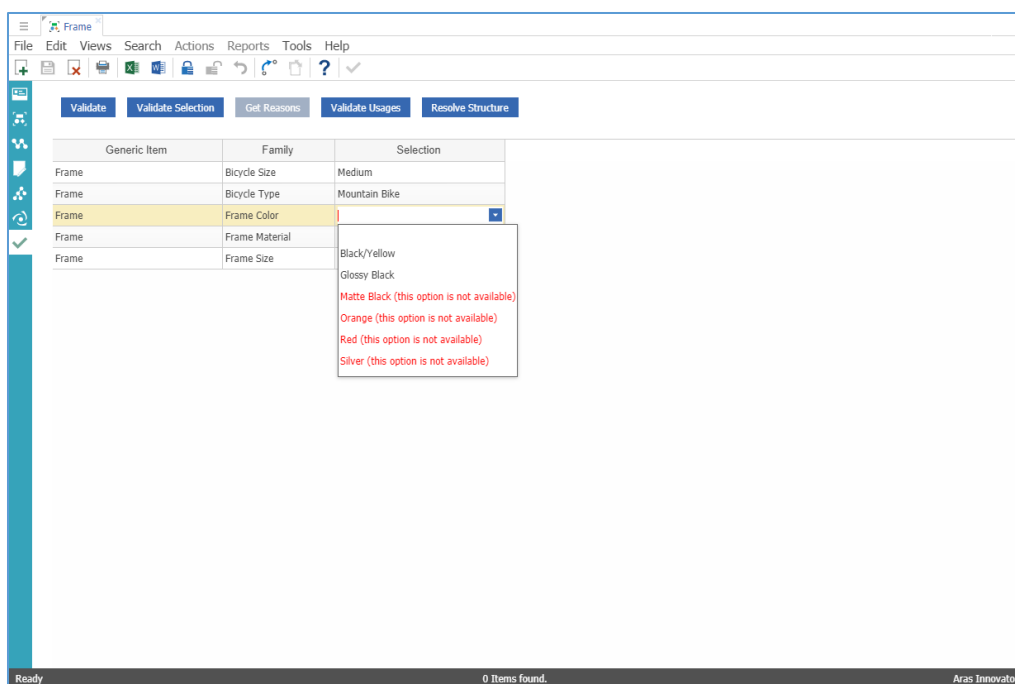 Frame
File Edit Views Search Actions Reports Tools Help
Validate Validate Selection Get Reasons Validate Usages Resolve Structure
Generic Item Family Selection
Frame Bicycle Size Medium
Frame Bicycle Type Mountain Bike
Frame Frame Color
Frame Frame Material
Frame Frame Size
Black/Yellow
Glossy Black
Matte Black (this option is not available)
Orange (this option is not available)
Red (this option is not available)
Silver (this option is not available)
Ready 0 Items found. Aras Innovato